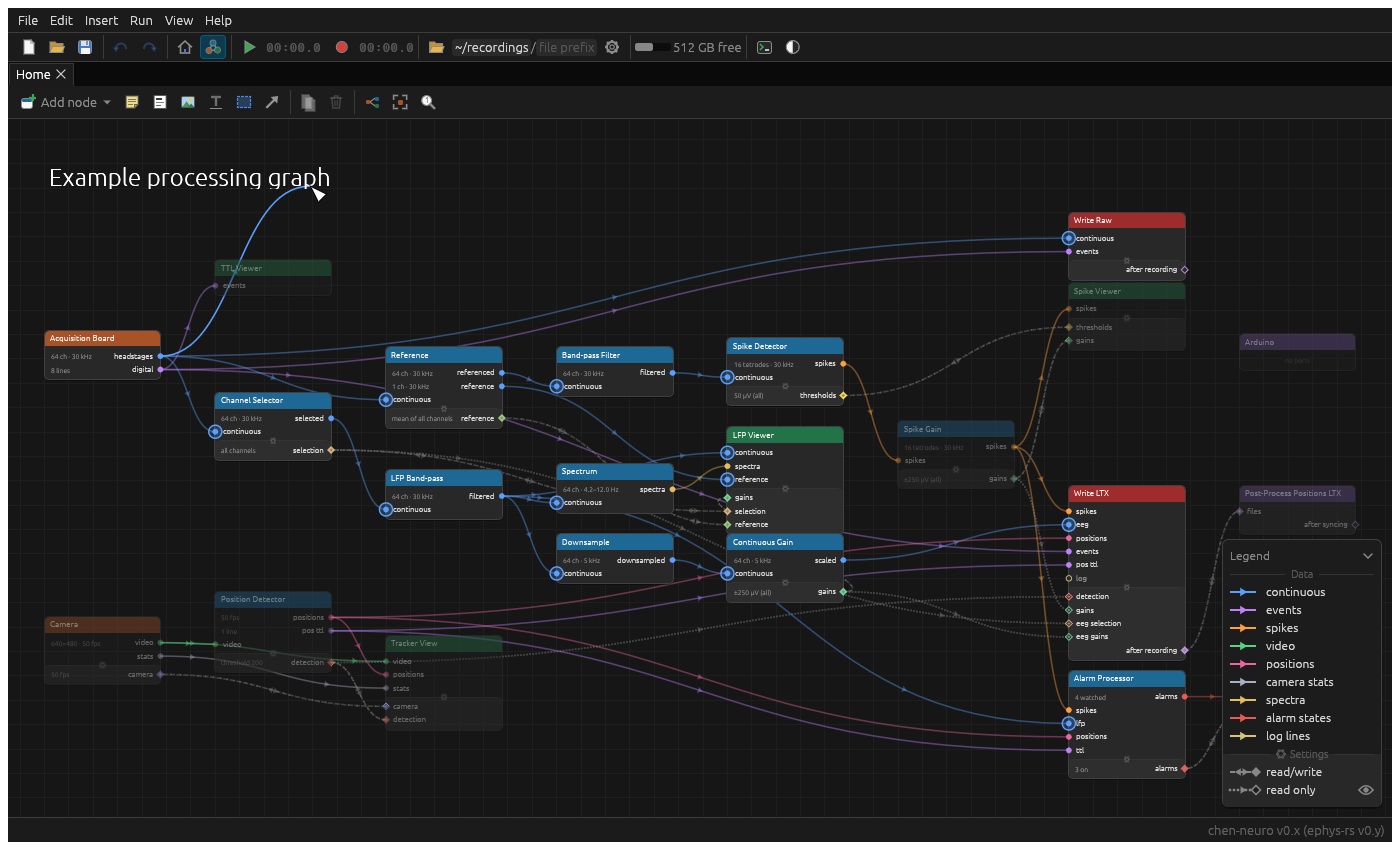 File Edit Insert Run View Help
00:00.0 00:00.0 ~/recordings/file prefix 512 GB free
Home
Add node
Example processing graph
TTL Viewer
events
Acquisition Board
64 ch · 30 kHz headstages
8 lines digital
Channel Selector
64 ch · 30 kHz selected
continuous
all channels selection
Reference
64 ch · 30 kHz referenced
1 ch · 30 kHz reference
continuous
mean of all channels reference
LFP Band-pass
64 ch · 30 kHz filtered
continuous
Band-pass Filter
64 ch · 30 kHz filtered
continuous
Spectrum
64 ch · 4.2–12.0 Hz spectra
continuous
Downsample
64 ch · 5 kHz downsampled
continuous
Spike Detector
16 tetrodes · 30 kHz spikes
continuous
50 µV (all) thresholds
LFP Viewer
continuous
spectra
reference
gains
selection
reference
Continuous Gain
64 ch · 5 kHz scaled
continuous
±250 µV (all) gains
Spike Gain
16 tetrodes · 30 kHz spikes
spikes
±250 µV (all) gains
Write Raw
continuous
events
after recording
Spike Viewer
spikes
thresholds
gains
Arduino
no ports
Write LTX
spikes
eeg
positions
events
pos ttl
log
detection
gains
eeg selection
eeg gains
after recording
Post-Process Positions LTX
files
after syncing
Alarm Processor
4 watched alarms
spikes
lfp
positions
ttl
3 on alarms
Camera
640×480 · 50 fps video
stats
50 fps camera
Position Detector
50 fps positions
1 line pos ttl
video
threshold 200 detection
Tracker View
video
positions
stats
camera
detection
Legend
Data
continuous
events
spikes
video
positions
camera stats
spectra
alarm states
log lines
Settings
read/write
read only
chen-neuro v0.x (ephys-rs v0.y)